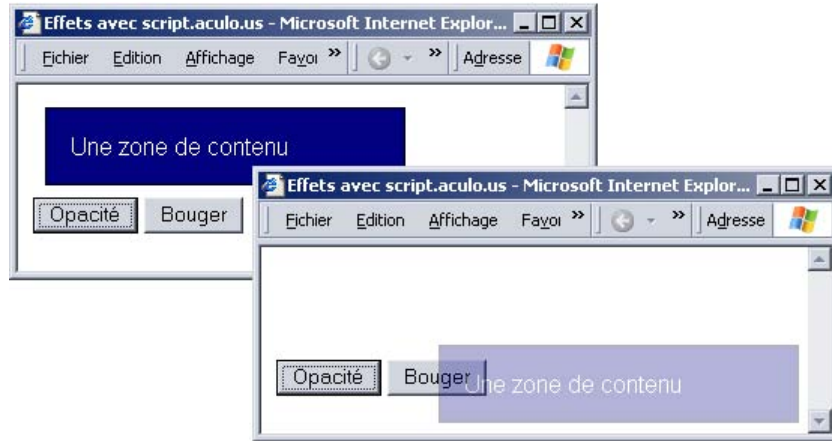 Effets avec script.aculo.us - Microsoft Internet Explor...
Fichier Edition Affichage Favoi » » Adresse
Une zone de contenu
Opacité Bouger
Effets avec script.aculo.us - Microsoft Internet Explor...
Fichier Edition Affichage Favoi » » Adresse
Opacité Bouger Une zone de contenu